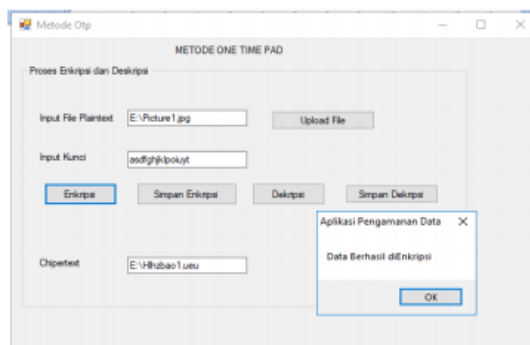 Metode Otp
METODE ONE TIME PAD
Proses Enkripsi dan Deskripsi
Input File Plaintext E:\Picture1.jpg Upload File
Input Kunci asdfghjklpoiuyt
Enkripsi Simpan Enkripsi Dekripsi Simpan Dekripsi
Aplikasi Pengamanan Data
Data Berhasil diEnkripsi
Chipertext E:\Hlhzbao1.ueu
OK